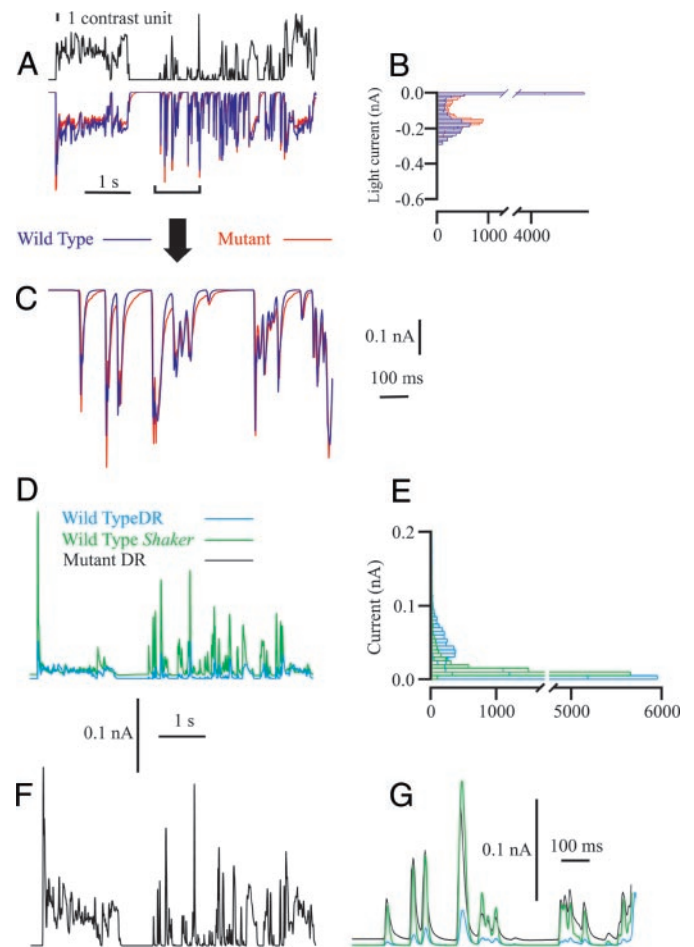 1 contrast unit
A
B
Light current (nA)
0.0
-0.2
-0.4
-0.6
0 1000 4000
1 s
Wild Type
Mutant
C
0.1 nA
100 ms
D
Wild TypeDR
Wild Type Shaker
Mutant DR
E
Current (nA)
0.2
0.1
0.0
0 1000 5000 6000
0.1 nA
1 s
F
G
0.1 nA
100 ms